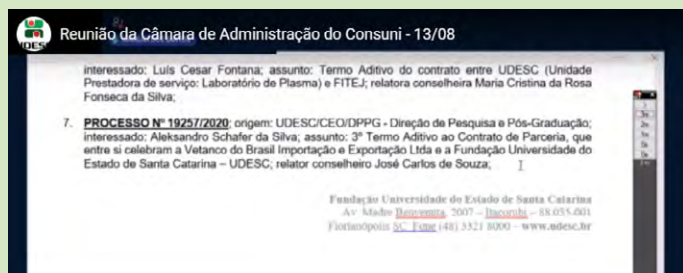 UDESC
Reunião da Câmara de Administração do Consuni - 13/08
interessado: Luís Cesar Fontana; assunto: Termo Aditivo do contrato entre UDESC (Unidade
Prestadora de serviço: Laboratório de Plasma) e FITEJ; relatora conselheira Maria Cristina da Rosa
Fonseca da Silva;
7. PROCESSO Nº 19257/2020; origem: UDESC/CEO/DPPG - Direção de Pesquisa e Pós-Graduação;
interessado: Aleksandro Schafer da Silva; assunto: 3º Termo Aditivo ao Contrato de Parceria, que
entre si celebram a Vetanco do Brasil Importação e Exportação Ltda e a Fundação Universidade do
Estado de Santa Catarina – UDESC; relator conselheiro José Carlos de Souza;
Fundação Universidade do Estado de Santa Catarina
Av. Madre Benvenuta, 2007 – Itacorubi – 88.035-001
Florianópolis SC Fone (48) 3321 8000 – www.udesc.br